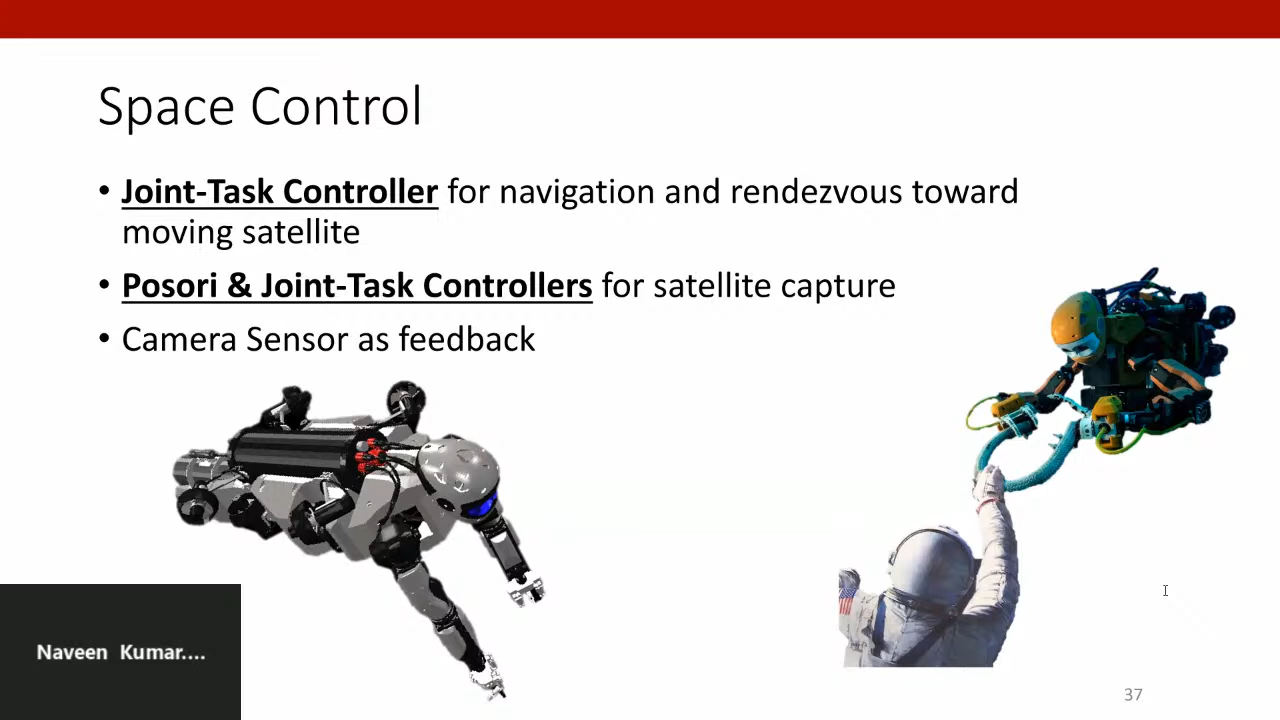 Space Control
• Joint-Task Controller for navigation and rendezvous toward
moving satellite
• Posori & Joint-Task Controllers for satellite capture
• Camera Sensor as feedback
Naveen Kumar....
37